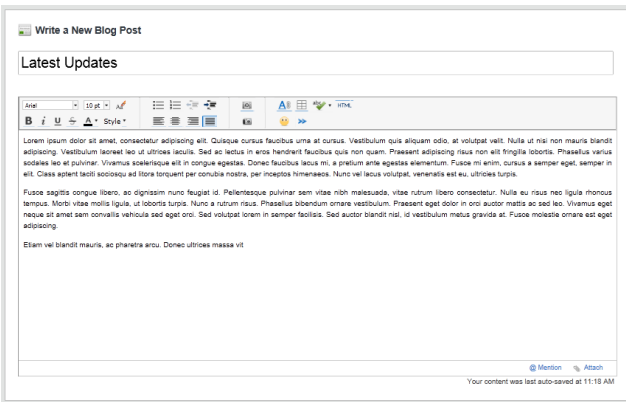 Write a New Blog Post
Latest Updates
Arial 10 pt HTML
B i U S A Style
Lorem ipsum dolor sit amet, consectetur adipiscing elit. Quisque cursus faucibus urna at cursus. Vestibulum quis aliquam odio, at volutpat velit. Nulla ut nisi non mauris blandit
adipiscing. Vestibulum laoreet leo ut ultrices iaculis. Sed ac lectus in eros hendrerit faucibus quis non quam. Praesent adipiscing risus non elit fringilla lobortis. Phasellus varius
sodales leo et pulvinar. Vivamus scelerisque elit in congue egestas. Donec faucibus lacus mi, a pretium ante egestas elementum. Fusce mi enim, cursus a semper eget, semper in
elit. Class aptent taciti sociosqu ad litora torquent per conubia nostra, per inceptos himenaeos. Nunc vel lacus volutpat, venenatis est eu, ultricies turpis.
Fusce sagittis congue libero, ac dignissim nunc feugiat id. Pellentesque pulvinar sem vitae nibh malesuada, vitae rutrum libero consectetur. Nulla eu risus nec ligula rhoncus
tempus. Morbi vitae mollis ligula, ut lobortis turpis. Nunc a rutrum risus. Phasellus bibendum ornare vestibulum. Praesent eget dolor in orci auctor mattis ac sed leo. Vivamus eget
neque sit amet sem convallis vehicula sed eget orci. Sed volutpat lorem in semper facilisis. Sed auctor blandit nisl, id vestibulum metus gravida at. Fusce molestie ornare est eget
adipiscing.
Etiam vel blandit mauris, ac pharetra arcu. Donec ultrices massa vit
@ Mention Attach
Your content was last auto-saved at 11:18 AM